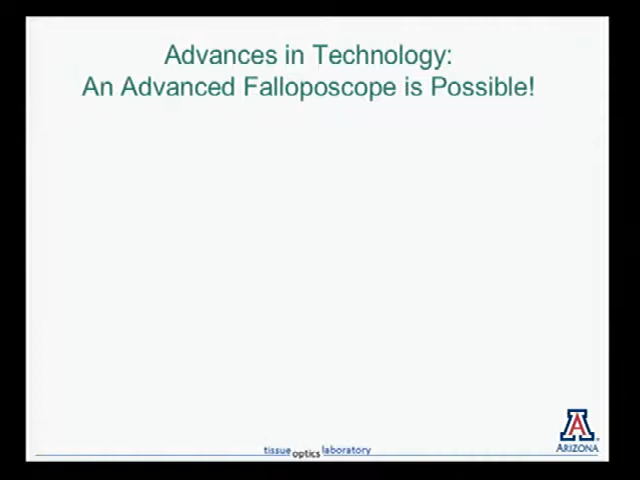 Advances in Technology:
An Advanced Falloposcope is Possible!
A
ARIZONA
tissue optics laboratory